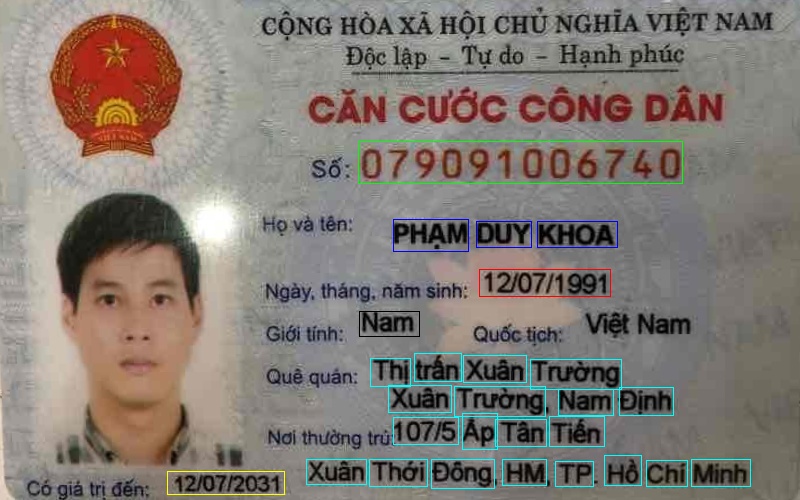 CỘNG HÒA XÃ HỘI CHỦ NGHĨA VIỆT NAM
Độc lập - Tự do - Hạnh phúc
CĂN CƯỚC CÔNG DÂN
Số: 079091006740
Họ và tên: PHẠM DUY KHOA
Ngày, tháng, năm sinh: 12/07/1991
Giới tính: Nam Quốc tịch: Việt Nam
Quê quán: Thị trấn Xuân Trường
Xuân Trường, Nam Định
Nơi thường trú: 107/5 Ấp Tân Tiến
Xuân Thới Đông, HM, TP. Hồ Chí Minh
Có giá trị đến: 12/07/2031